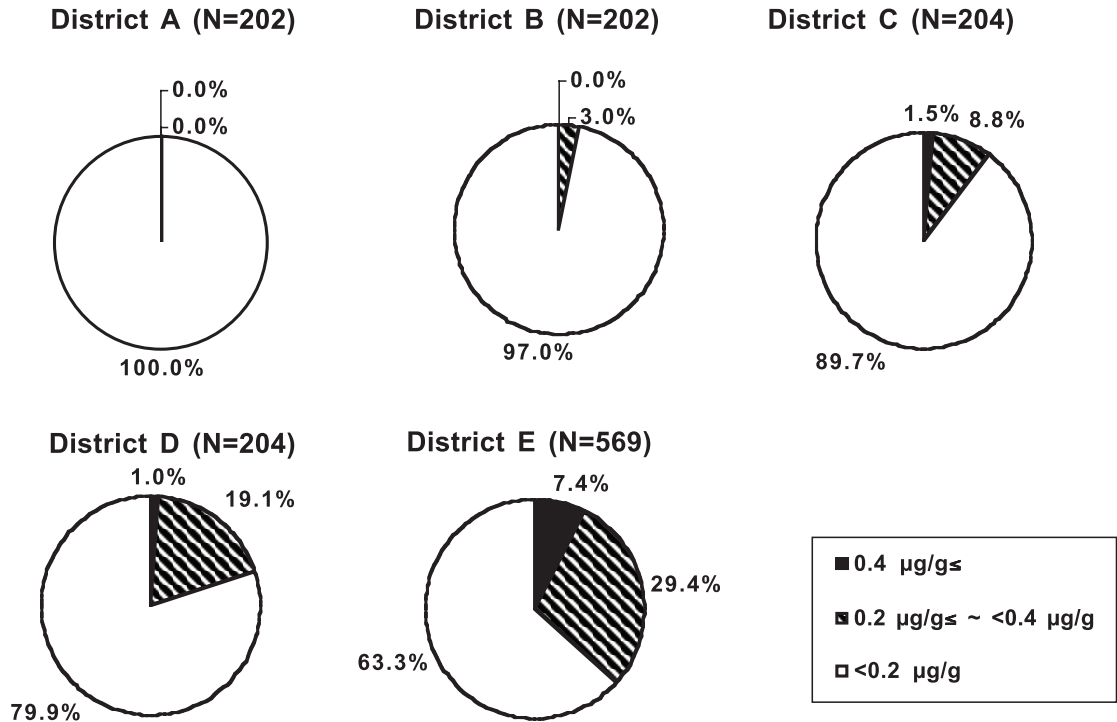 District A (N=202)
0.0%
0.0%
100.0%
District B (N=202)
0.0%
3.0%
97.0%
District C (N=204)
1.5%
8.8%
89.7%
District D (N=204)
1.0%
19.1%
79.9%
District E (N=569)
7.4%
29.4%
63.3%
0.4 µg/g≤
0.2 µg/g≤ ~ <0.4 µg/g
<0.2 µg/g